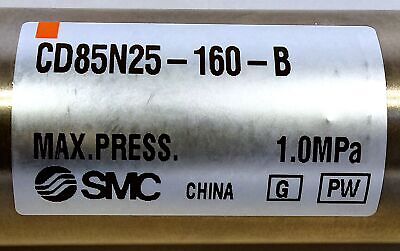 CD85N25-160-B
MAX.PRESS. 1.0MPa
SMC CHINA G PW